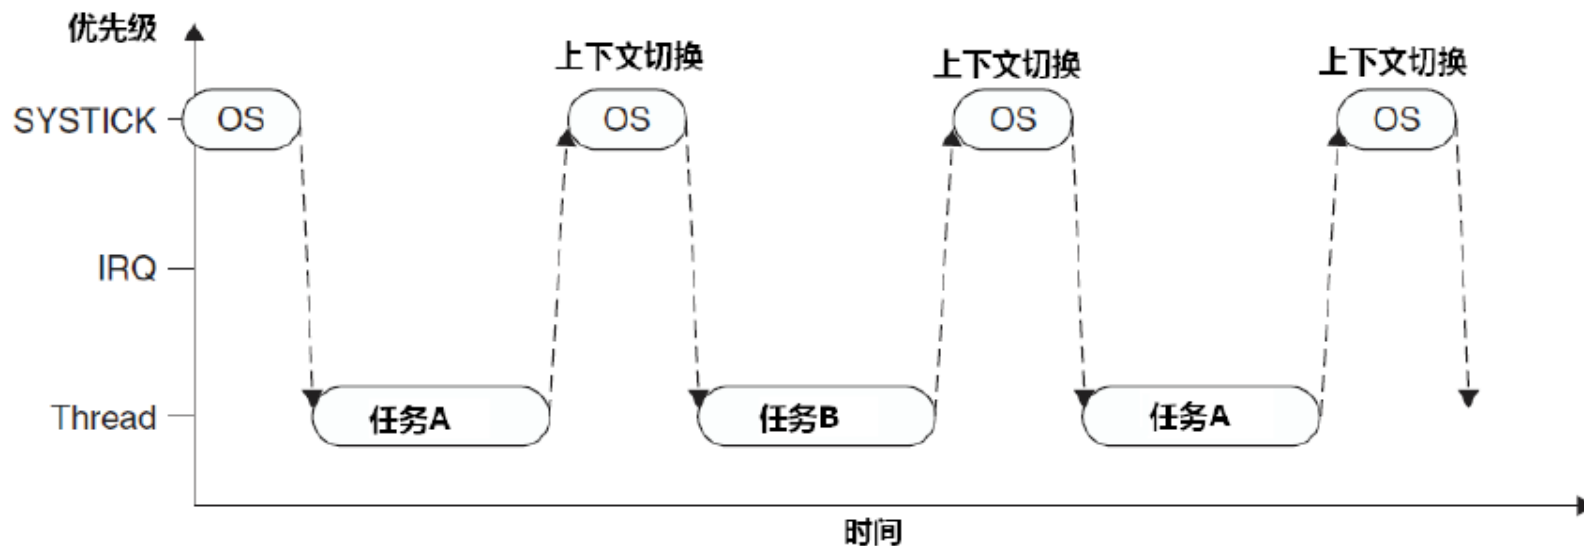 优先级
上下文切换 上下文切换 上下文切换
SYSTICK OS OS OS OS
IRQ
Thread 任务A 任务B 任务A
时间